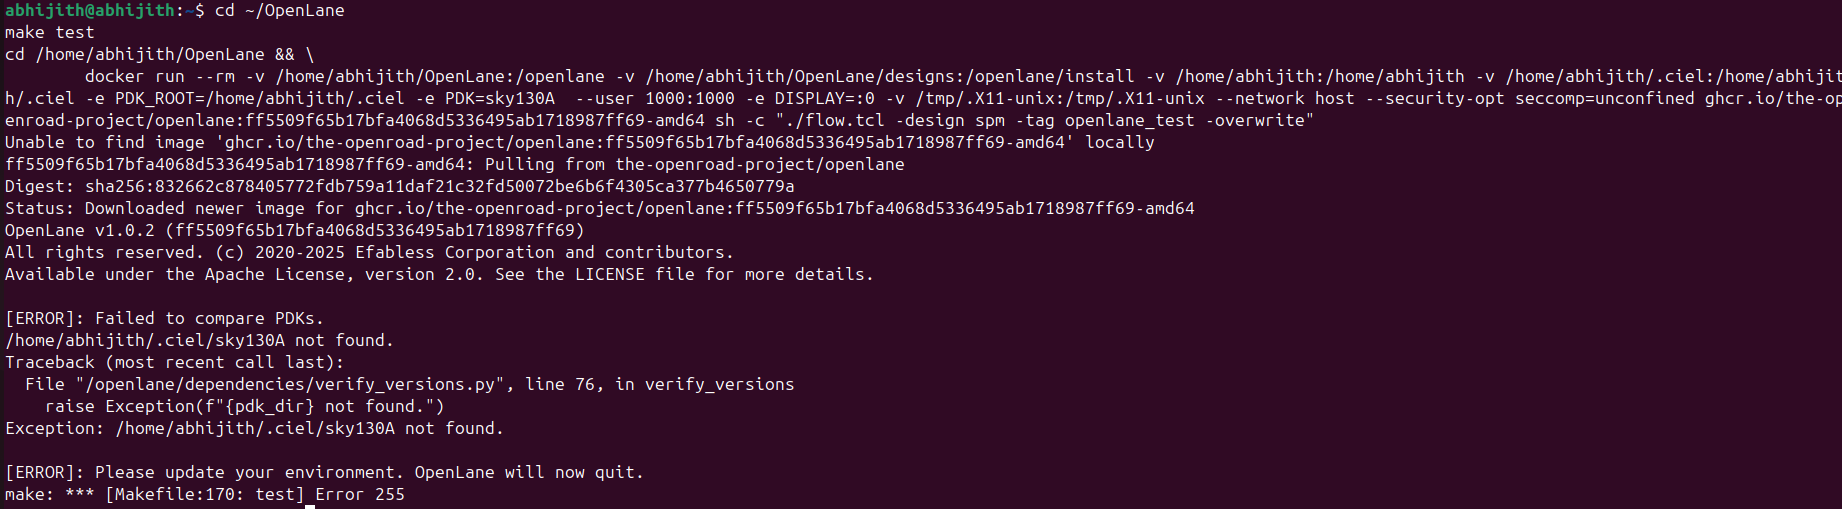 abhijith@abhijith:~$ cd ~/OpenLane
make test
cd /home/abhijith/OpenLane && \
        docker run --rm -v /home/abhijith/OpenLane:/openlane -v /home/abhijith/OpenLane/designs:/openlane/install -v /home/abhijith:/home/abhijith -v /home/abhijith/.ciel:/home/abhijit
h/.ciel -e PDK_ROOT=/home/abhijith/.ciel -e PDK=sky130A  --user 1000:1000 -e DISPLAY=:0 -v /tmp/.X11-unix:/tmp/.X11-unix --network host --security-opt seccomp=unconfined ghcr.io/the-op
enroad-project/openlane:ff5509f65b17bfa4068d5336495ab1718987ff69-amd64 sh -c "./flow.tcl -design spm -tag openlane_test -overwrite"
Unable to find image 'ghcr.io/the-openroad-project/openlane:ff5509f65b17bfa4068d5336495ab1718987ff69-amd64' locally
ff5509f65b17bfa4068d5336495ab1718987ff69-amd64: Pulling from the-openroad-project/openlane
Digest: sha256:832662c878405772fdb759a11daf21c32fd50072be6b6f4305ca377b4650779a
Status: Downloaded newer image for ghcr.io/the-openroad-project/openlane:ff5509f65b17bfa4068d5336495ab1718987ff69-amd64
OpenLane v1.0.2 (ff5509f65b17bfa4068d5336495ab1718987ff69)
All rights reserved. (c) 2020-2025 Efabless Corporation and contributors.
Available under the Apache License, version 2.0. See the LICENSE file for more details.

[ERROR]: Failed to compare PDKs.
/home/abhijith/.ciel/sky130A not found.
Traceback (most recent call last):
  File "/openlane/dependencies/verify_versions.py", line 76, in verify_versions
    raise Exception(f"{pdk_dir} not found.")
Exception: /home/abhijith/.ciel/sky130A not found.

[ERROR]: Please update your environment. OpenLane will now quit.
make: *** [Makefile:170: test] Error 255